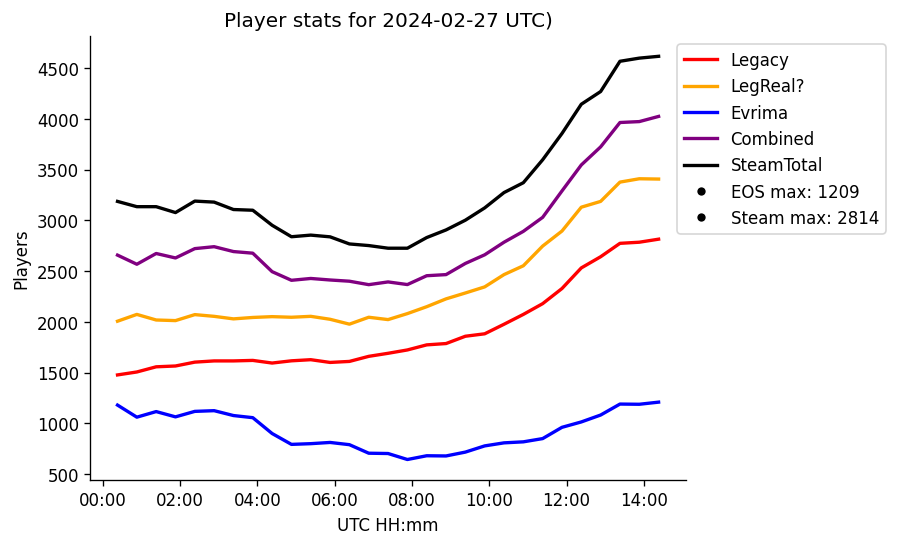 Player stats for 2024-02-27 UTC)
Players
4500
4000
3500
3000
2500
2000
1500
1000
500
00:00 02:00 04:00 06:00 08:00 10:00 12:00 14:00
UTC HH:mm
Legacy
LegReal?
Evrima
Combined
SteamTotal
EOS max: 1209
Steam max: 2814